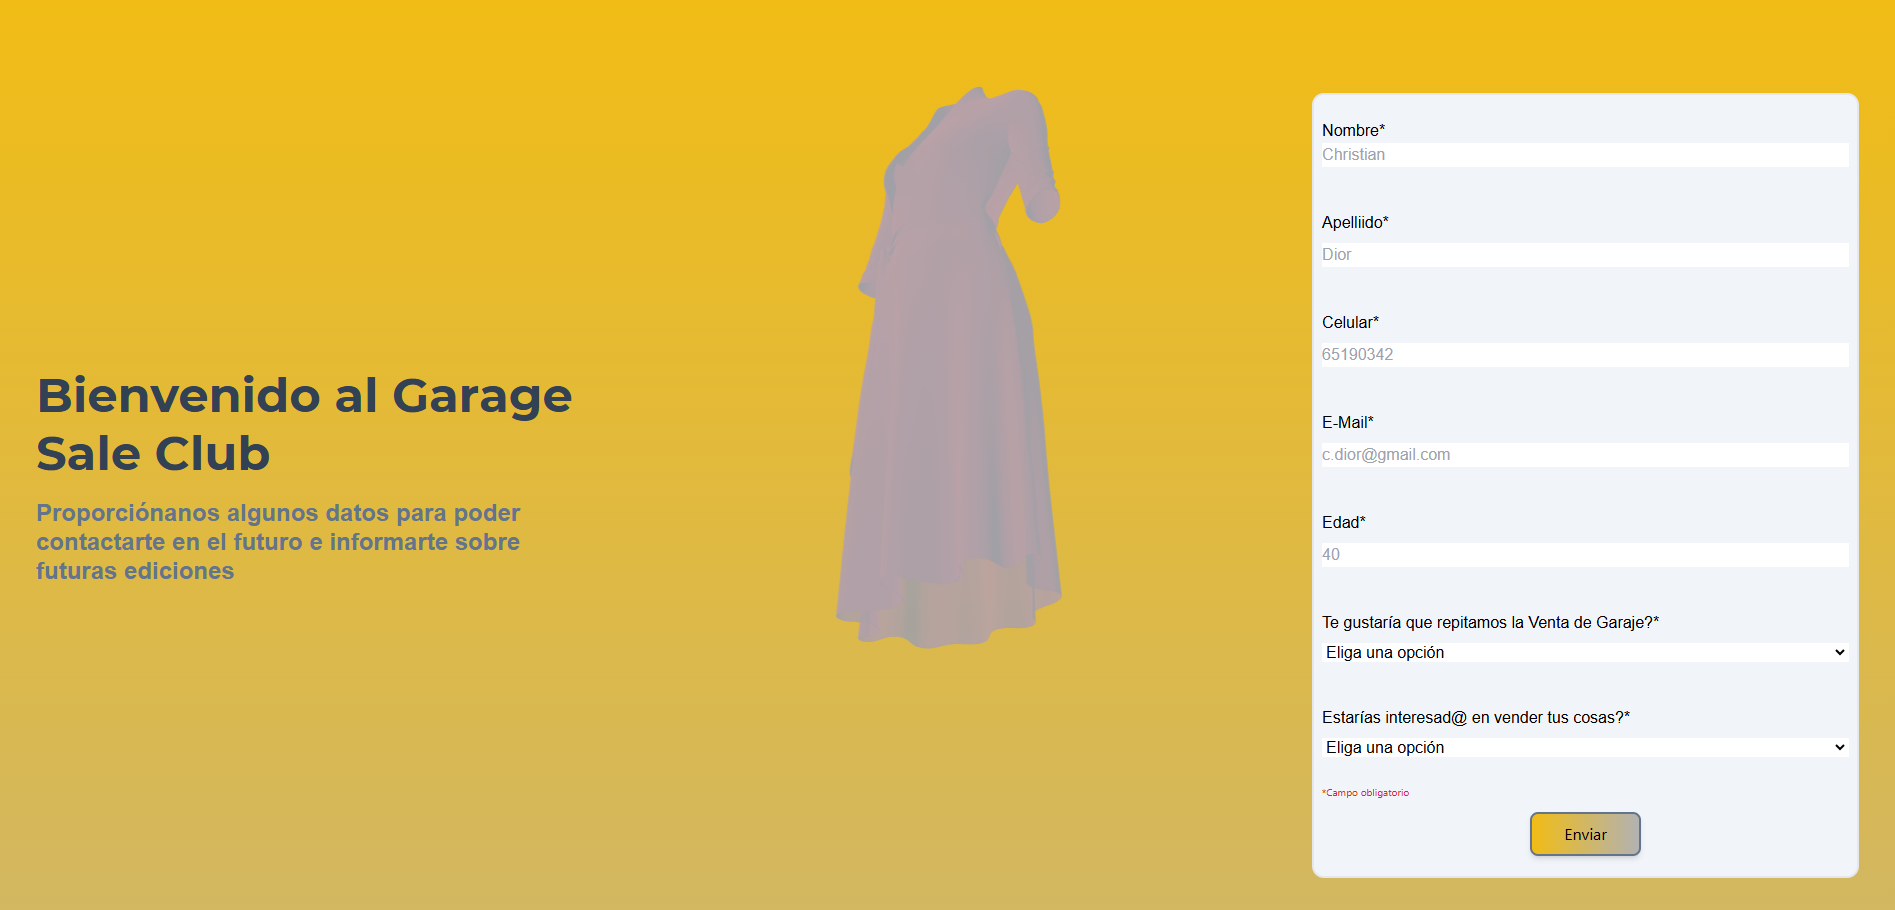 Bienvenido al Garage
Sale Club
Proporciónanos algunos datos para poder
contactarte en el futuro e informarte sobre
futuras ediciones
Nombre*
Christian
Apelliido*
Dior
Celular*
65190342
E-Mail*
c.dior@gmail.com
Edad*
40
Te gustaría que repitamos la Venta de Garaje?*
Eliga una opción
Estarías interesad@ en vender tus cosas?*
Eliga una opción
*Campo obligatorio
Enviar